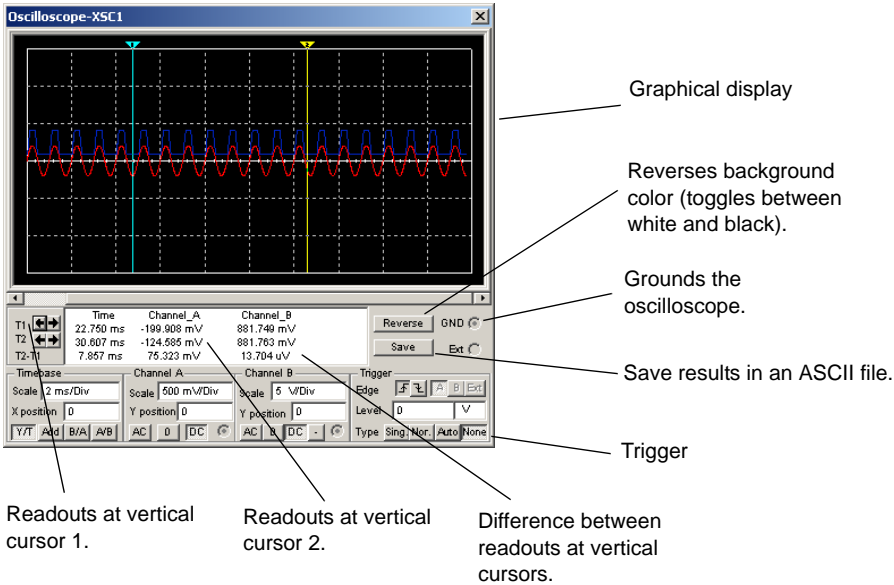 Oscilloscope-XSC1
1
2
Graphical display
Reverses background
color (toggles between
white and black).
Grounds the
oscilloscope.
Save results in an ASCII file.
Trigger
Time Channel_A Channel_B
T1 22.750 ms -199.908 mV 881.749 mV
T2 30.607 ms -124.585 mV 881.763 mV
T2-T1 7.857 ms 75.323 mV 13.704 uV
Reverse GND
Save Ext
Timebase Channel A Channel B Trigger
Scale 2 ms/Div Scale 500 mV/Div Scale 5 V/Div Edge A B Ext
X position 0 Y position 0 Y position 0 Level 0 V
Y/T Add B/A A/B AC 0 DC AC 0 DC - Type Sing. Nor. Auto None
Readouts at vertical
cursor 1.
Readouts at vertical
cursor 2.
Difference between
readouts at vertical
cursors.